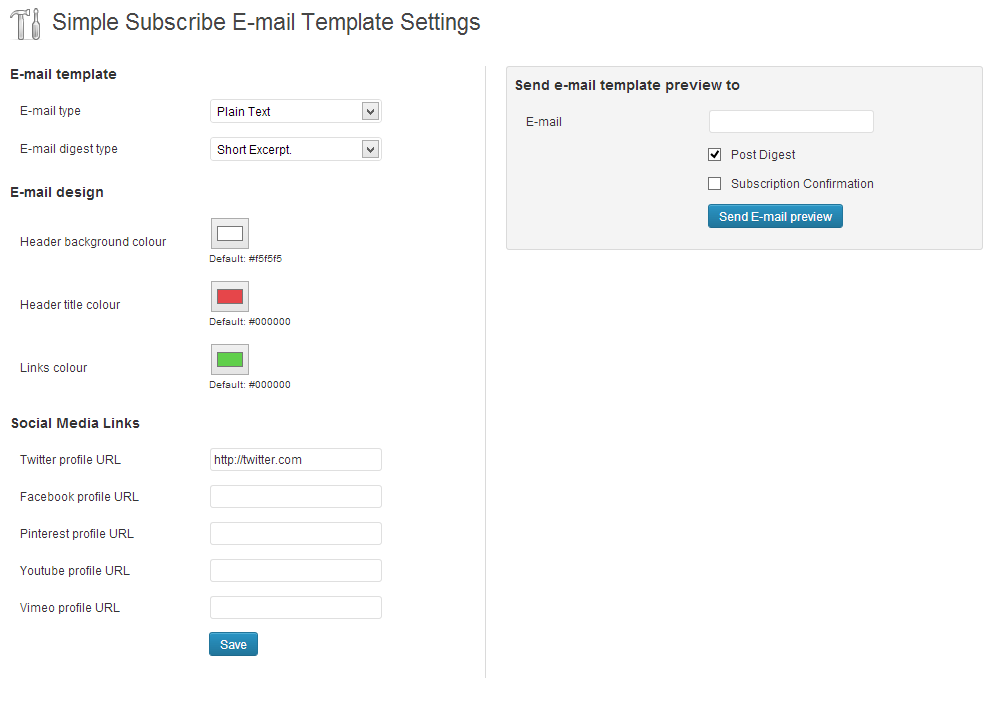 Simple Subscribe E-mail Template Settings
E-mail template
E-mail type
Plain Text
E-mail digest type
Short Excerpt.
E-mail design
Header background colour
Default: #f5f5f5
Header title colour
Default: #000000
Links colour
Default: #000000
Social Media Links
Twitter profile URL
http://twitter.com
Facebook profile URL
Pinterest profile URL
Youtube profile URL
Vimeo profile URL
Save
Send e-mail template preview to
E-mail
Post Digest
Subscription Confirmation
Send E-mail preview